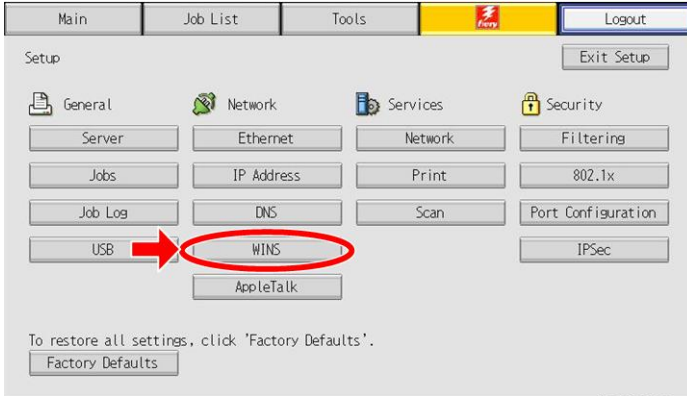 Main Job List Tools fiery Logout
Setup Exit Setup
General Network Services Security
Server Ethernet Network Filtering
Jobs IP Address Print 802.1x
Job Log DNS Scan Port Configuration
USB WINS IPSec
AppleTalk
To restore all settings, click 'Factory Defaults'.
Factory Defaults